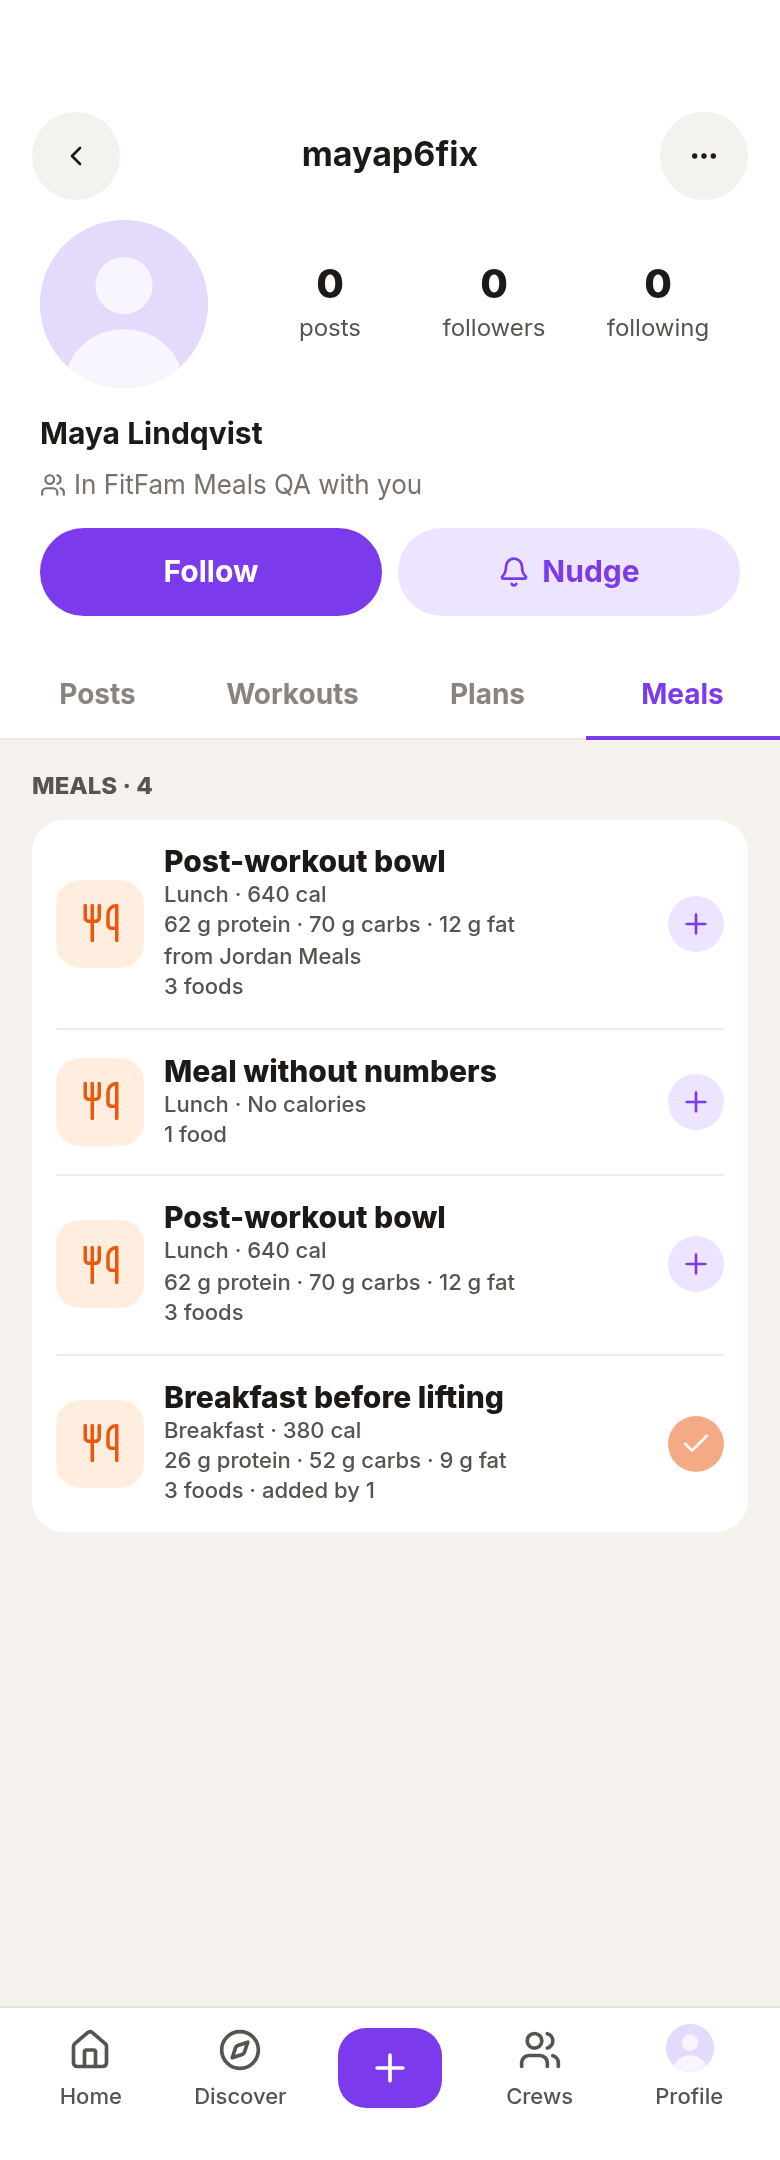 mayap6fix
0
posts
0
followers
0
following
Maya Lindqvist
In FitFam Meals QA with you
Follow
Nudge
Posts
Workouts
Plans
Meals
MEALS · 4
Post-workout bowl
Lunch · 640 cal
62 g protein · 70 g carbs · 12 g fat
from Jordan Meals
3 foods
Meal without numbers
Lunch · No calories
1 food
Post-workout bowl
Lunch · 640 cal
62 g protein · 70 g carbs · 12 g fat
3 foods
Breakfast before lifting
Breakfast · 380 cal
26 g protein · 52 g carbs · 9 g fat
3 foods · added by 1
Home
Discover
Crews
Profile